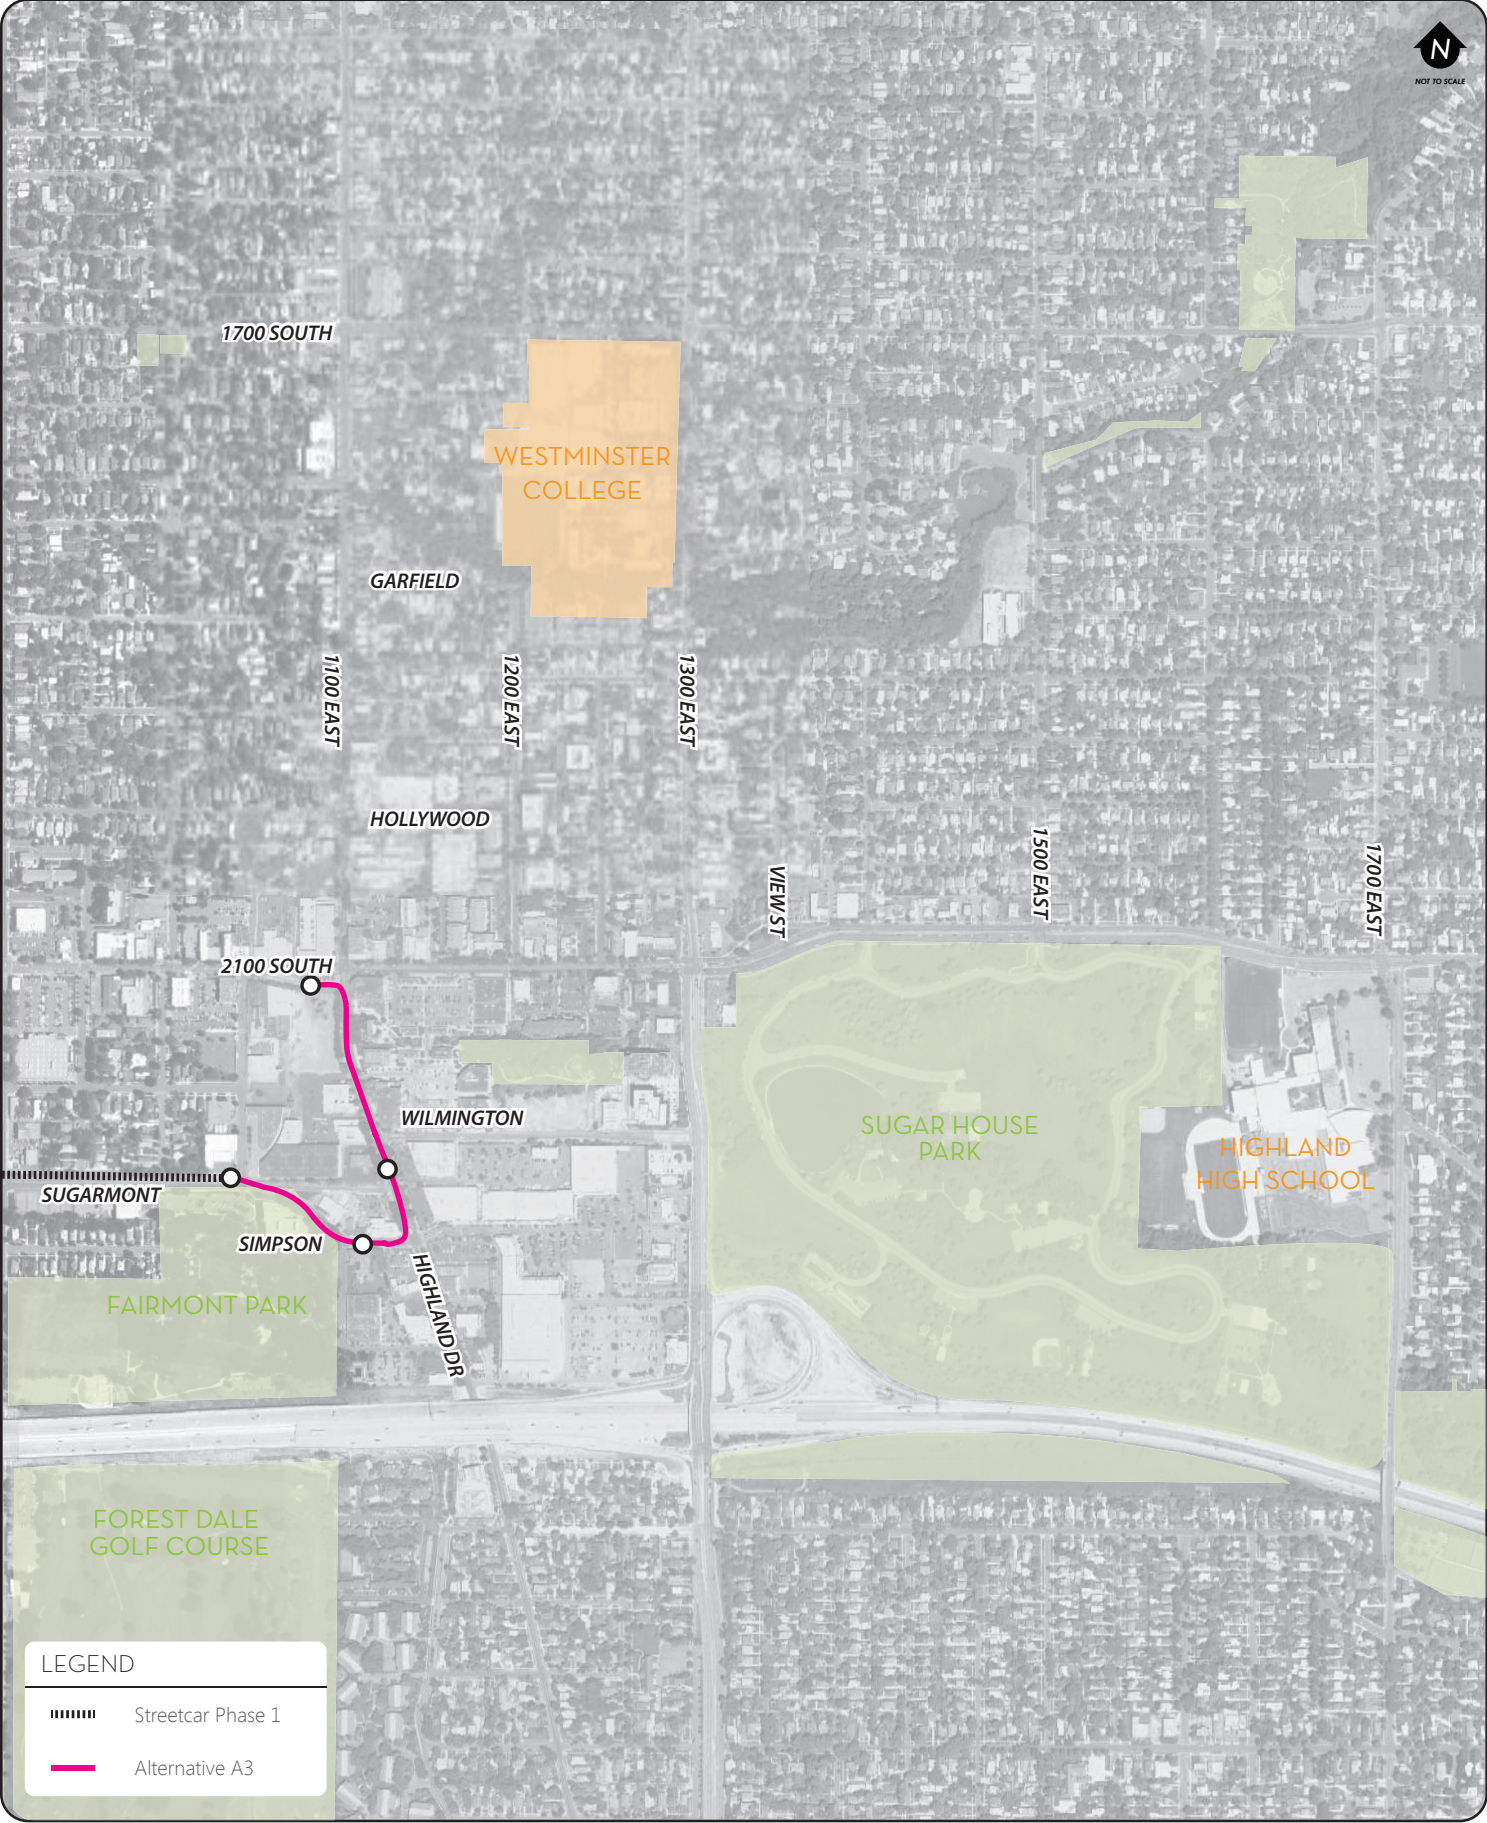 N
NOT TO SCALE
1700 SOUTH
WESTMINSTER
COLLEGE
GARFIELD
1100 EAST
1200 EAST
1300 EAST
HOLLYWOOD
VIEW ST
1500 EAST
1700 EAST
2100 SOUTH
WILMINGTON
SUGAR HOUSE
PARK
HIGHLAND
HIGH SCHOOL
SUGARMONT
SIMPSON
HIGHLAND DR
FAIRMONT PARK
FOREST DALE
GOLF COURSE
LEGEND
Streetcar Phase 1
Alternative A3